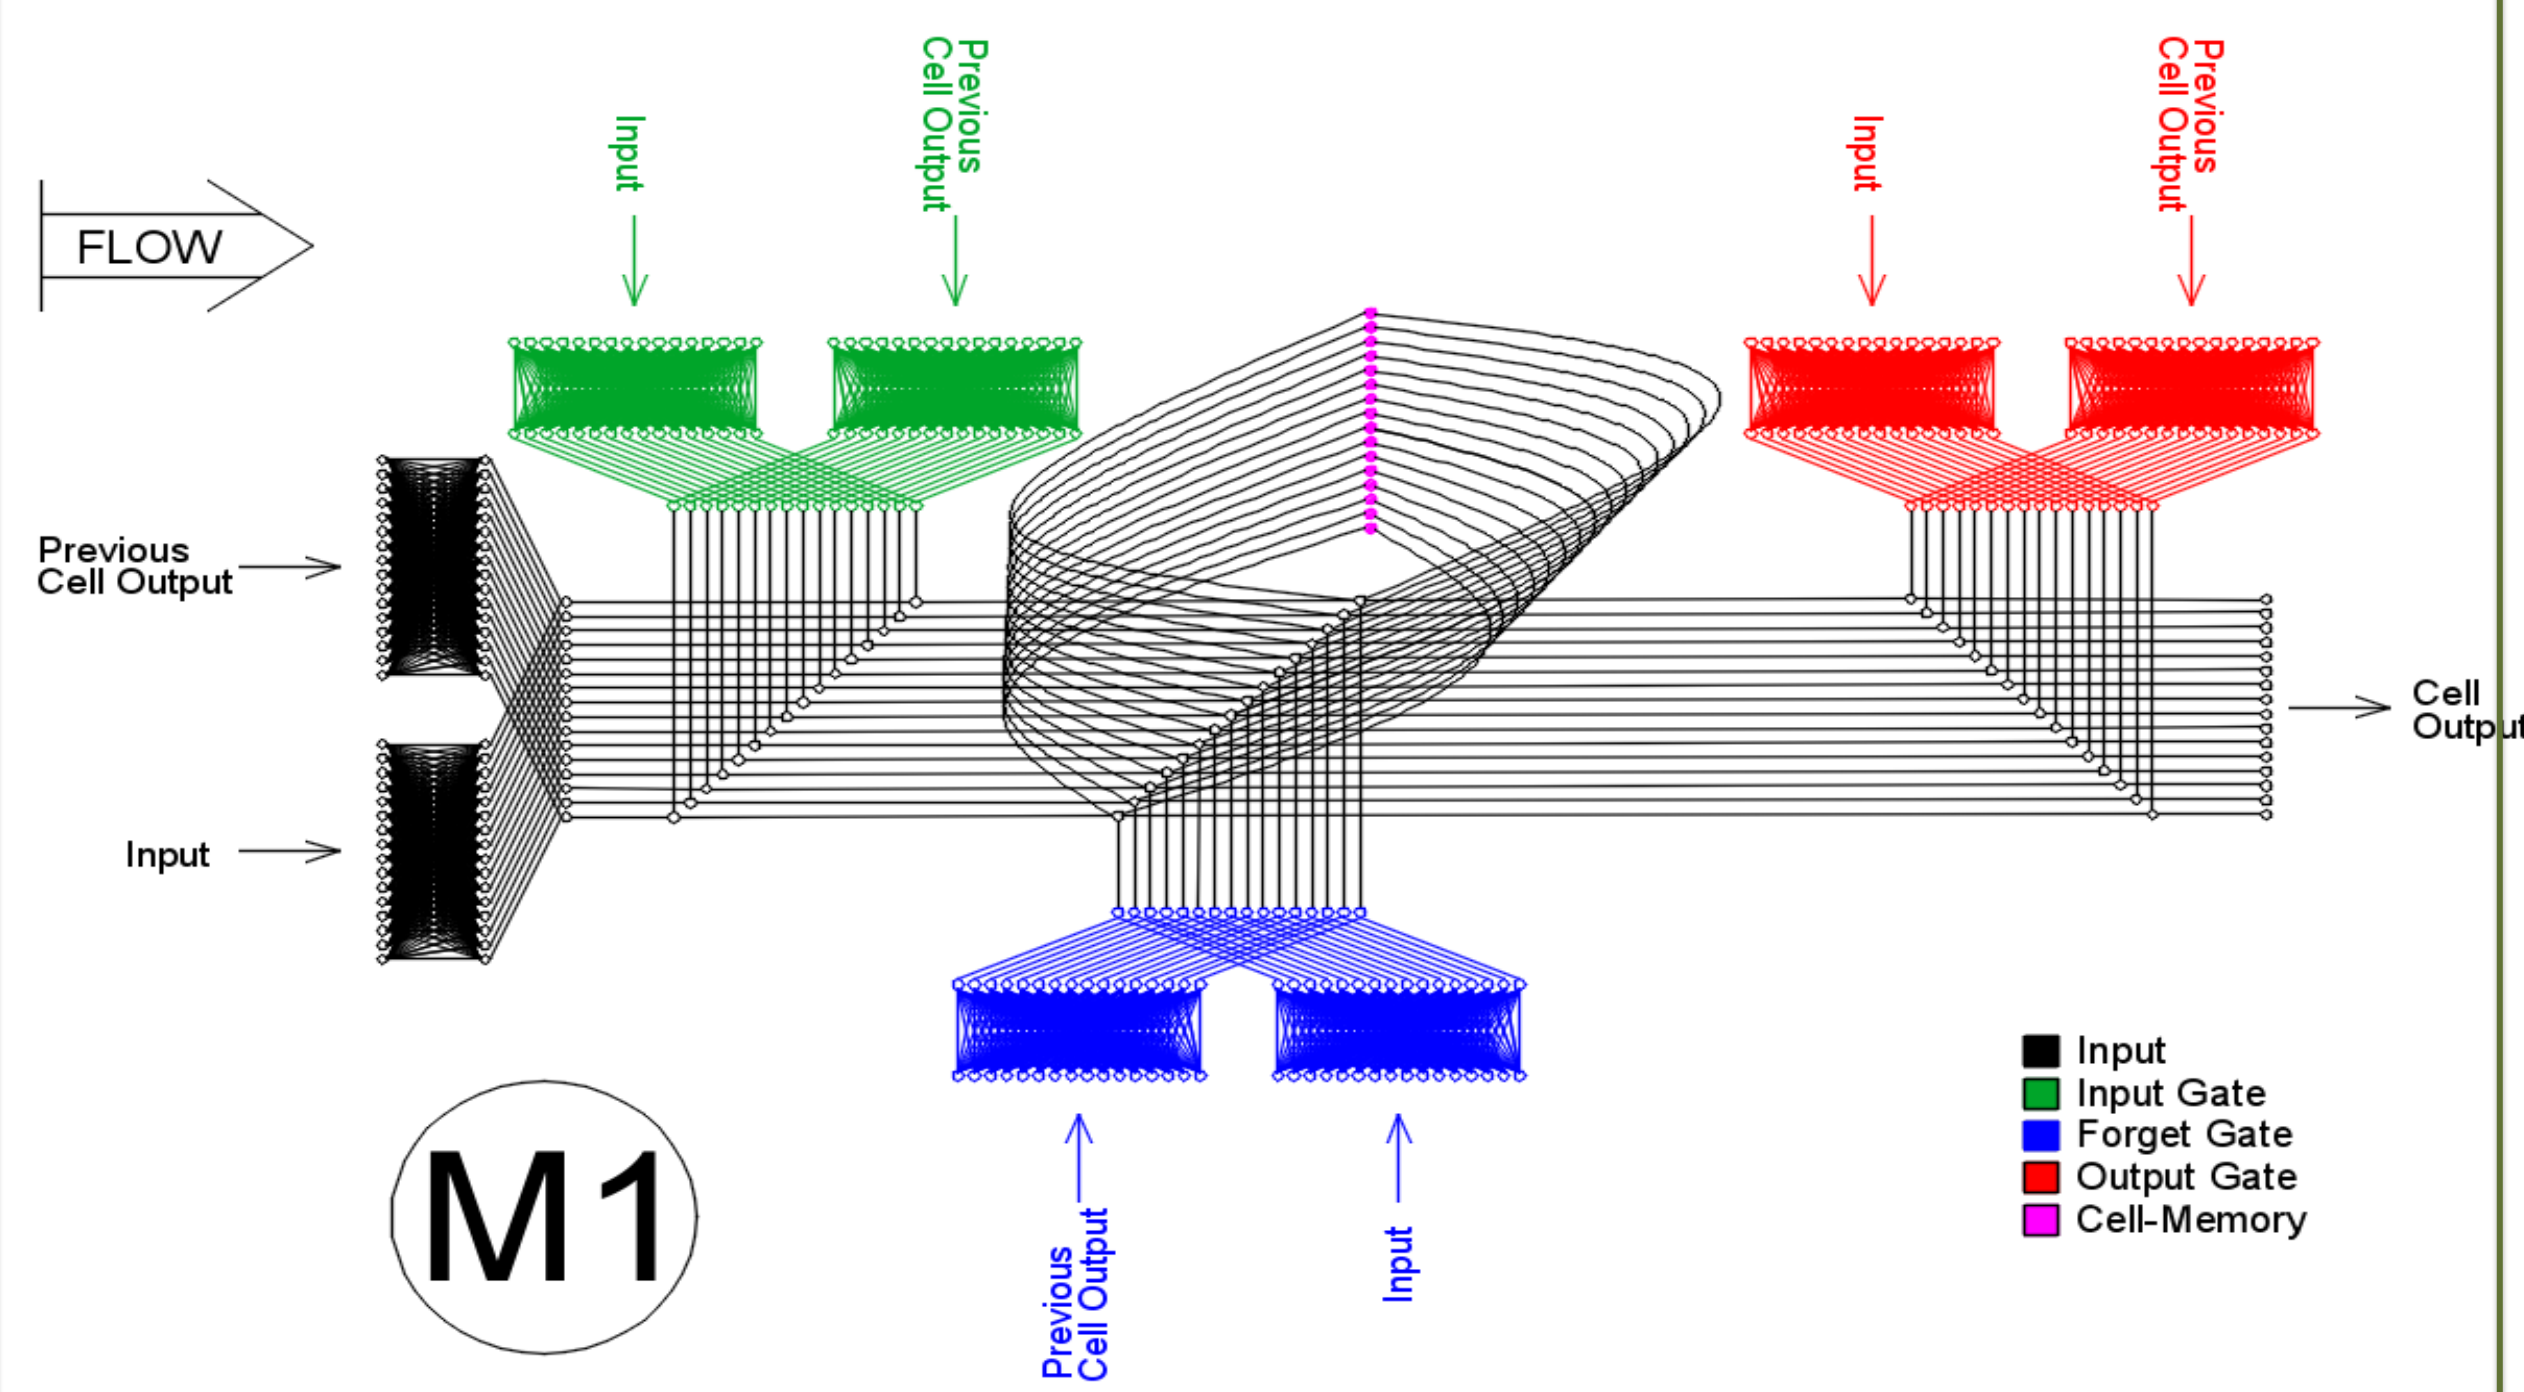 Previous
Cell Output
Input
Previous
Cell Output
Input
FLOW
Previous
Cell Output
Input
Cell
Output
Input
Input
Input Gate
Forget Gate
Output Gate
Cell-Memory
M1
Previous
Cell Output
Input